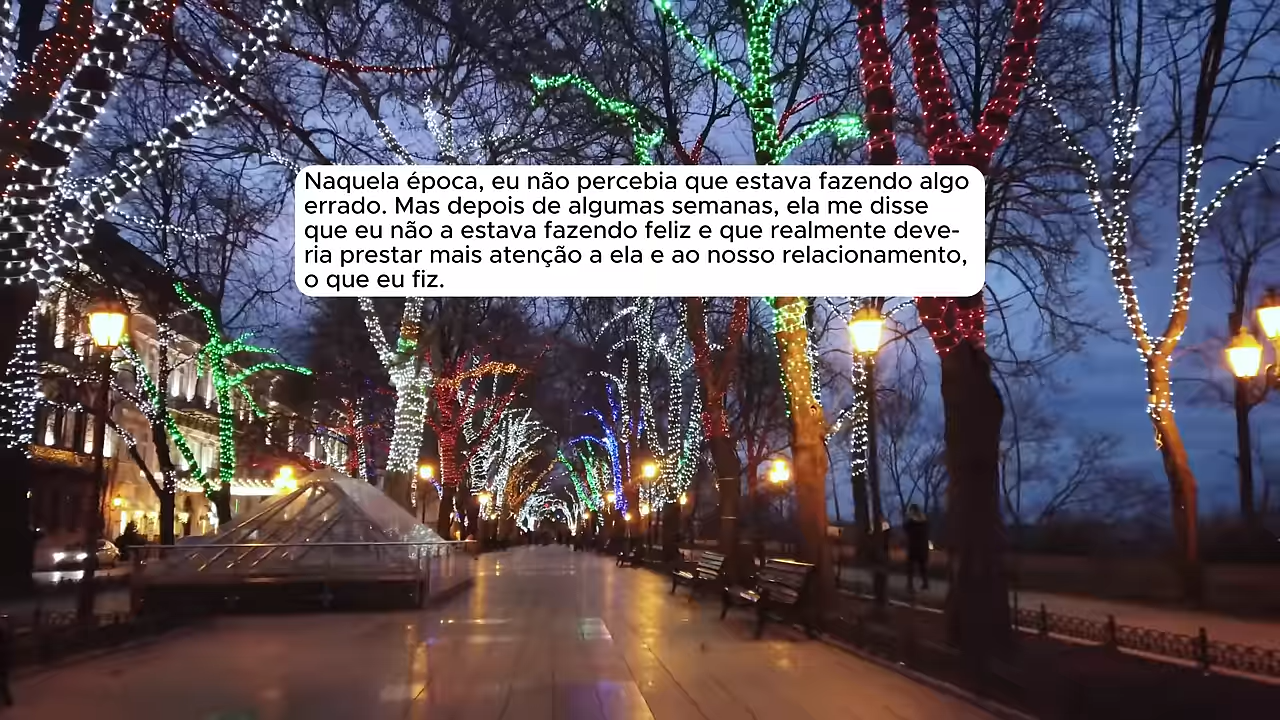 Naquela época, eu não percebia que estava fazendo algo
errado. Mas depois de algumas semanas, ela me disse
que eu não a estava fazendo feliz e que realmente deve-
ria prestar mais atenção a ela e ao nosso relacionamento,
o que eu fiz.